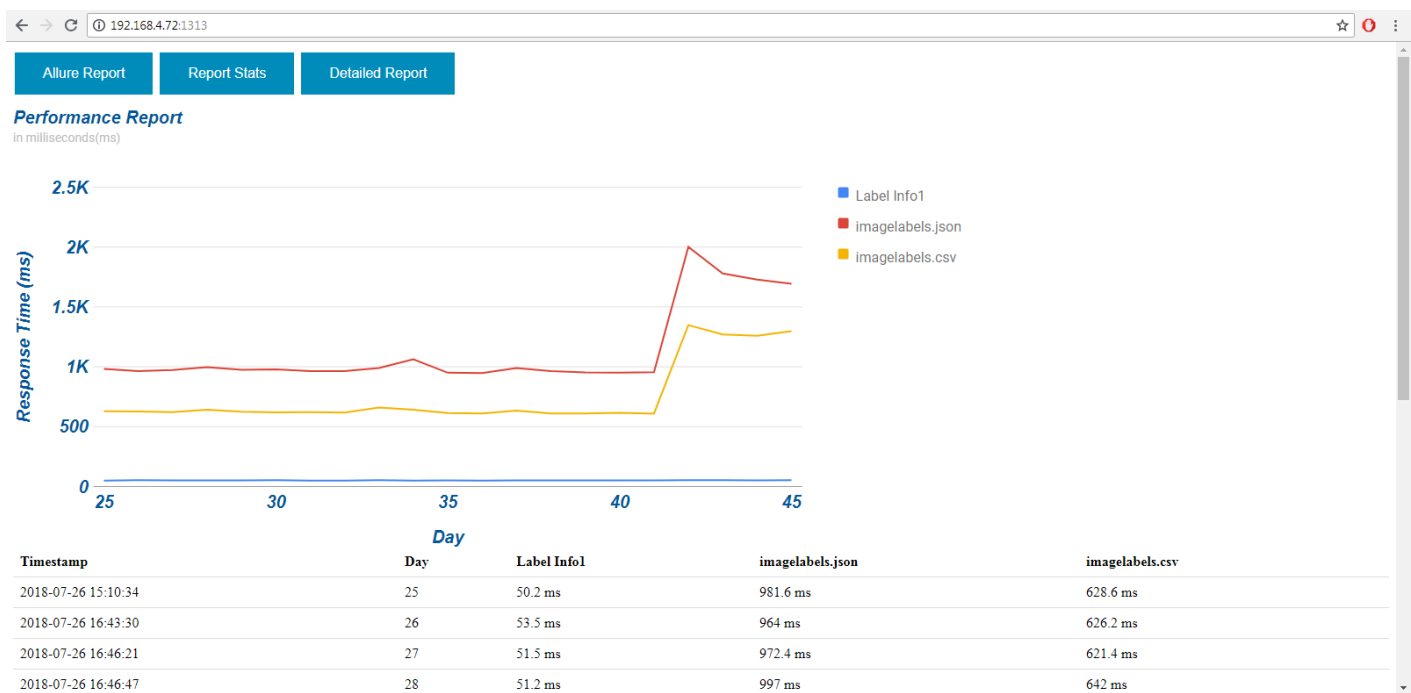 192.168.4.72:1313
Allure Report Report Stats Detailed Report
Performance Report
in milliseconds(ms)
2.5K
2K
1.5K
1K
500
0
Response Time (ms)
25 30 35 40 45
Day
Label Info1
imagelabels.json
imagelabels.csv
Timestamp Day Label Info1 imagelabels.json imagelabels.csv
2018-07-26 15:10:34 25 50.2 ms 981.6 ms 628.6 ms
2018-07-26 16:43:30 26 53.5 ms 964 ms 626.2 ms
2018-07-26 16:46:21 27 51.5 ms 972.4 ms 621.4 ms
2018-07-26 16:46:47 28 51.2 ms 997 ms 642 ms